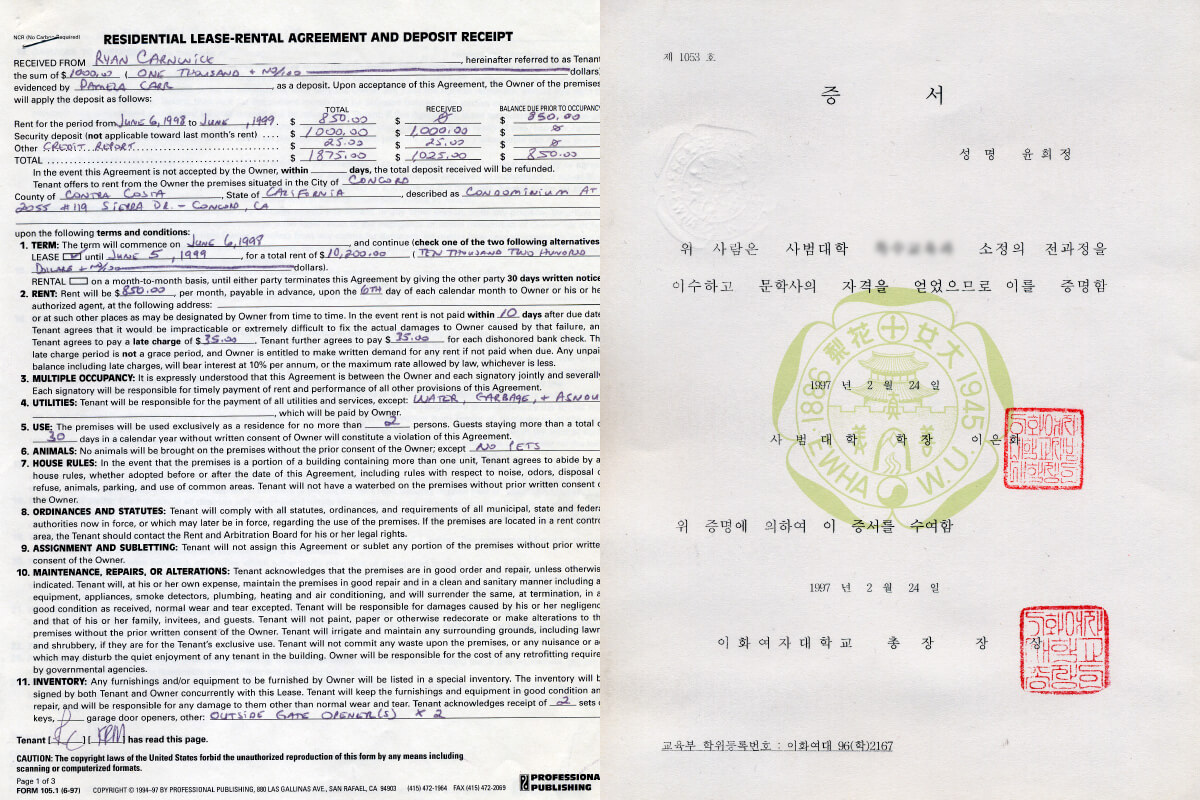 NCR (No Carbon Required)
RESIDENTIAL LEASE-RENTAL AGREEMENT AND DEPOSIT RECEIPT
RECEIVED FROM RYAN CARNWICK, hereinafter referred to as Tenant
the sum of $ 1000.00 ( ONE THOUSAND + NO/100 dollars)
evidenced by PAMELA CARR, as a deposit. Upon acceptance of this Agreement, the Owner of the premises
will apply the deposit as follows:
TOTAL RECEIVED BALANCE DUE PRIOR TO OCCUPANCY
Rent for the period from JUNE 6, 1998 to JUNE , 1999. $ 850.00 $ 0 $ 850.00
Security deposit (not applicable toward last month's rent) .... $ 1000.00 $ 1,000.00 $ 0
Other CREDIT REPORT $ 25.00 $ 25.00 $ 0
TOTAL $ 1875.00 $ 1025.00 $ 850.00
In the event this Agreement is not accepted by the Owner, within ______ days, the total deposit received will be refunded.
Tenant offers to rent from the Owner the premises situated in the City of CONCORD
County of CONTRA COSTA, State of CALIFORNIA, described as CONDOMINIUM AT
2055 #119 SIERRA DR. - CONCORD, CA
upon the following terms and conditions:
1. TERM: The term will commence on JUNE 6, 1998, and continue (check one of the two following alternatives
LEASE until JUNE 5, 1999, for a total rent of $ 10,200.00 ( TEN THOUSAND TWO HUNDRED
DOLLARS + NO/100 dollars).
RENTAL on a month-to-month basis, until either party terminates this Agreement by giving the other party 30 days written notice
2. RENT: Rent will be $ 850.00, per month, payable in advance, upon the 6TH day of each calendar month to Owner or his or he
authorized agent, at the following address:
or at such other places as may be designated by Owner from time to time. In the event rent is not paid within 10 days after due date
Tenant agrees that it would be impracticable or extremely difficult to fix the actual damages to Owner caused by that failure, an
Tenant agrees to pay a late charge of $ 35.00. Tenant further agrees to pay $ 35.00 for each dishonored bank check. Th
late charge period is not a grace period, and Owner is entitled to make written demand for any rent if not paid when due. Any unpai
balance including late charges, will bear interest at 10% per annum, or the maximum rate allowed by law, whichever is less.
3. MULTIPLE OCCUPANCY: It is expressly understood that this Agreement is between the Owner and each signatory jointly and severally
Each signatory will be responsible for timely payment of rent and performance of all other provisions of this Agreement.
4. UTILITIES: Tenant will be responsible for the payment of all utilities and services, except: WATER, GARBAGE, +
, which will be paid by Owner.
5. USE: The premises will be used exclusively as a residence for no more than 2 persons. Guests staying more than a total o
30 days in a calendar year without written consent of Owner will constitute a violation of this Agreement.
6. ANIMALS: No animals will be brought on the premises without the prior consent of the Owner; except NO PETS
7. HOUSE RULES: In the event that the premises is a portion of a building containing more than one unit, Tenant agrees to abide by a
house rules, whether adopted before or after the date of this Agreement, including rules with respect to noise, odors, disposal o
refuse, animals, parking, and use of common areas. Tenant will not have a waterbed on the premises without prior written consent o
the Owner.
8. ORDINANCES AND STATUTES: Tenant will comply with all statutes, ordinances, and requirements of all municipal, state and federa
authorities now in force, or which may later be in force, regarding the use of the premises. If the premises are located in a rent contro
area, the Tenant should contact the Rent and Arbitration Board for his or her legal rights.
9. ASSIGNMENT AND SUBLETTING: Tenant will not assign this Agreement or sublet any portion of the premises without prior writte
consent of the Owner.
10. MAINTENANCE, REPAIRS, OR ALTERATIONS: Tenant acknowledges that the premises are in good order and repair, unless otherwis
indicated. Tenant will, at his or her own expense, maintain the premises in good repair and in a clean and sanitary manner including a
equipment, appliances, smoke detectors, plumbing, heating and air conditioning, and will surrender the same, at termination, in a
good condition as received, normal wear and tear excepted. Tenant will be responsible for damages caused by his or her negligenc
and that of his or her family, invitees, and guests. Tenant will not paint, paper or otherwise redecorate or make alterations to th
premises without the prior written consent of the Owner. Tenant will irrigate and maintain any surrounding grounds, including lawn
and shrubbery, if they are for the Tenant's exclusive use. Tenant will not commit any waste upon the premises, or any nuisance or ac
which may disturb the quiet enjoyment of any tenant in the building. Owner will be responsible for the cost of any retrofitting require
by governmental agencies.
11. INVENTORY: Any furnishings and/or equipment to be furnished by Owner will be listed in a special inventory. The inventory will b
signed by both Tenant and Owner concurrently with this Lease. Tenant will keep the furnishings and equipment in good condition an
repair, and will be responsible for any damage to them other than normal wear and tear. Tenant acknowledges receipt of 2 sets o
keys, ___ garage door openers, other: OUTSIDE GATE OPENER(S) x 2
Tenant [ ] [ ] has read this page.
CAUTION: The copyright laws of the United States forbid the unauthorized reproduction of this form by any means including
scanning or computerized formats.
Page 1 of 3
FORM 105.1 (6-97) COPYRIGHT © 1994-97 BY PROFESSIONAL PUBLISHING, 880 LAS GALLINAS AVE., SAN RAFAEL, CA 94903 (415) 472-1964 FAX (415) 472-2069
PROFESSIONA
PUBLISHING
제 1053 호
증 서
성 명 윤희정
위 사람은 사범대학 소정의 전과정을
이수하고 문학사의 자격을 얻었으므로 이를 증명함
梨花女大
1886 1945
EWHA W.U.
1997 년 2 월 24 일
사 범 대 학 학 장 이 은 화
위 증명에 의하여 이 증서를 수여함
1997 년 2 월 24 일
이 화 여 자 대 학 교 총 장 장 상
교육부 학위등록번호 : 이화여대 96(학)2167